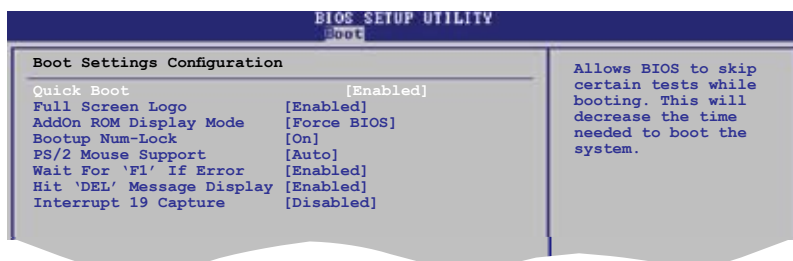 BIOS SETUP UTILITY
Boot
Boot Settings Configuration
Quick Boot [Enabled]
Full Screen Logo [Enabled]
AddOn ROM Display Mode [Force BIOS]
Bootup Num-Lock [On]
PS/2 Mouse Support [Auto]
Wait For ‘F1’ If Error [Enabled]
Hit ‘DEL’ Message Display [Enabled]
Interrupt 19 Capture [Disabled]
Allows BIOS to skip
certain tests while
booting. This will
decrease the time
needed to boot the
system.